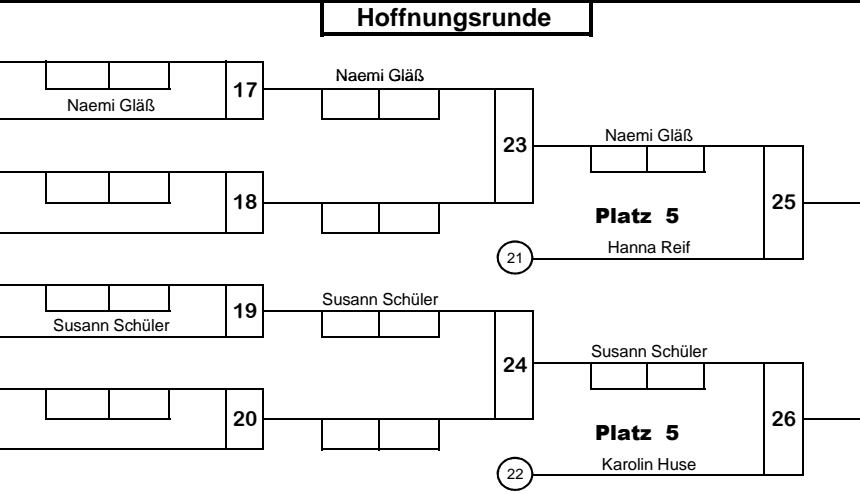 Hoffnungsrunde
Naemi Gläß
17
Naemi Gläß
23
Naemi Gläß
18
25
Platz 5
Hanna Reif
21
Susann Schüler
19
Susann Schüler
24
Susann Schüler
20
26
Platz 5
Karolin Huse
22